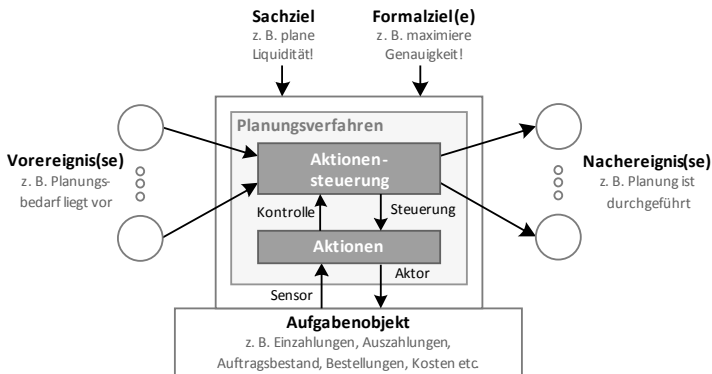 Sachziel
z. B. plane
Liquidität!
Formalziel(e)
z. B. maximiere
Genauigkeit!
Planungsverfahren
Vorereignis(se)
z. B. Planungs-
bedarf liegt vor
Aktionen-
steuerung
Nachereignis(se)
z. B. Planung ist
durchgeführt
Kontrolle
Steuerung
Aktionen
Sensor
Aktor
Aufgabenobjekt
z. B. Einzahlungen, Auszahlungen,
Auftragsbestand, Bestellungen, Kosten etc.